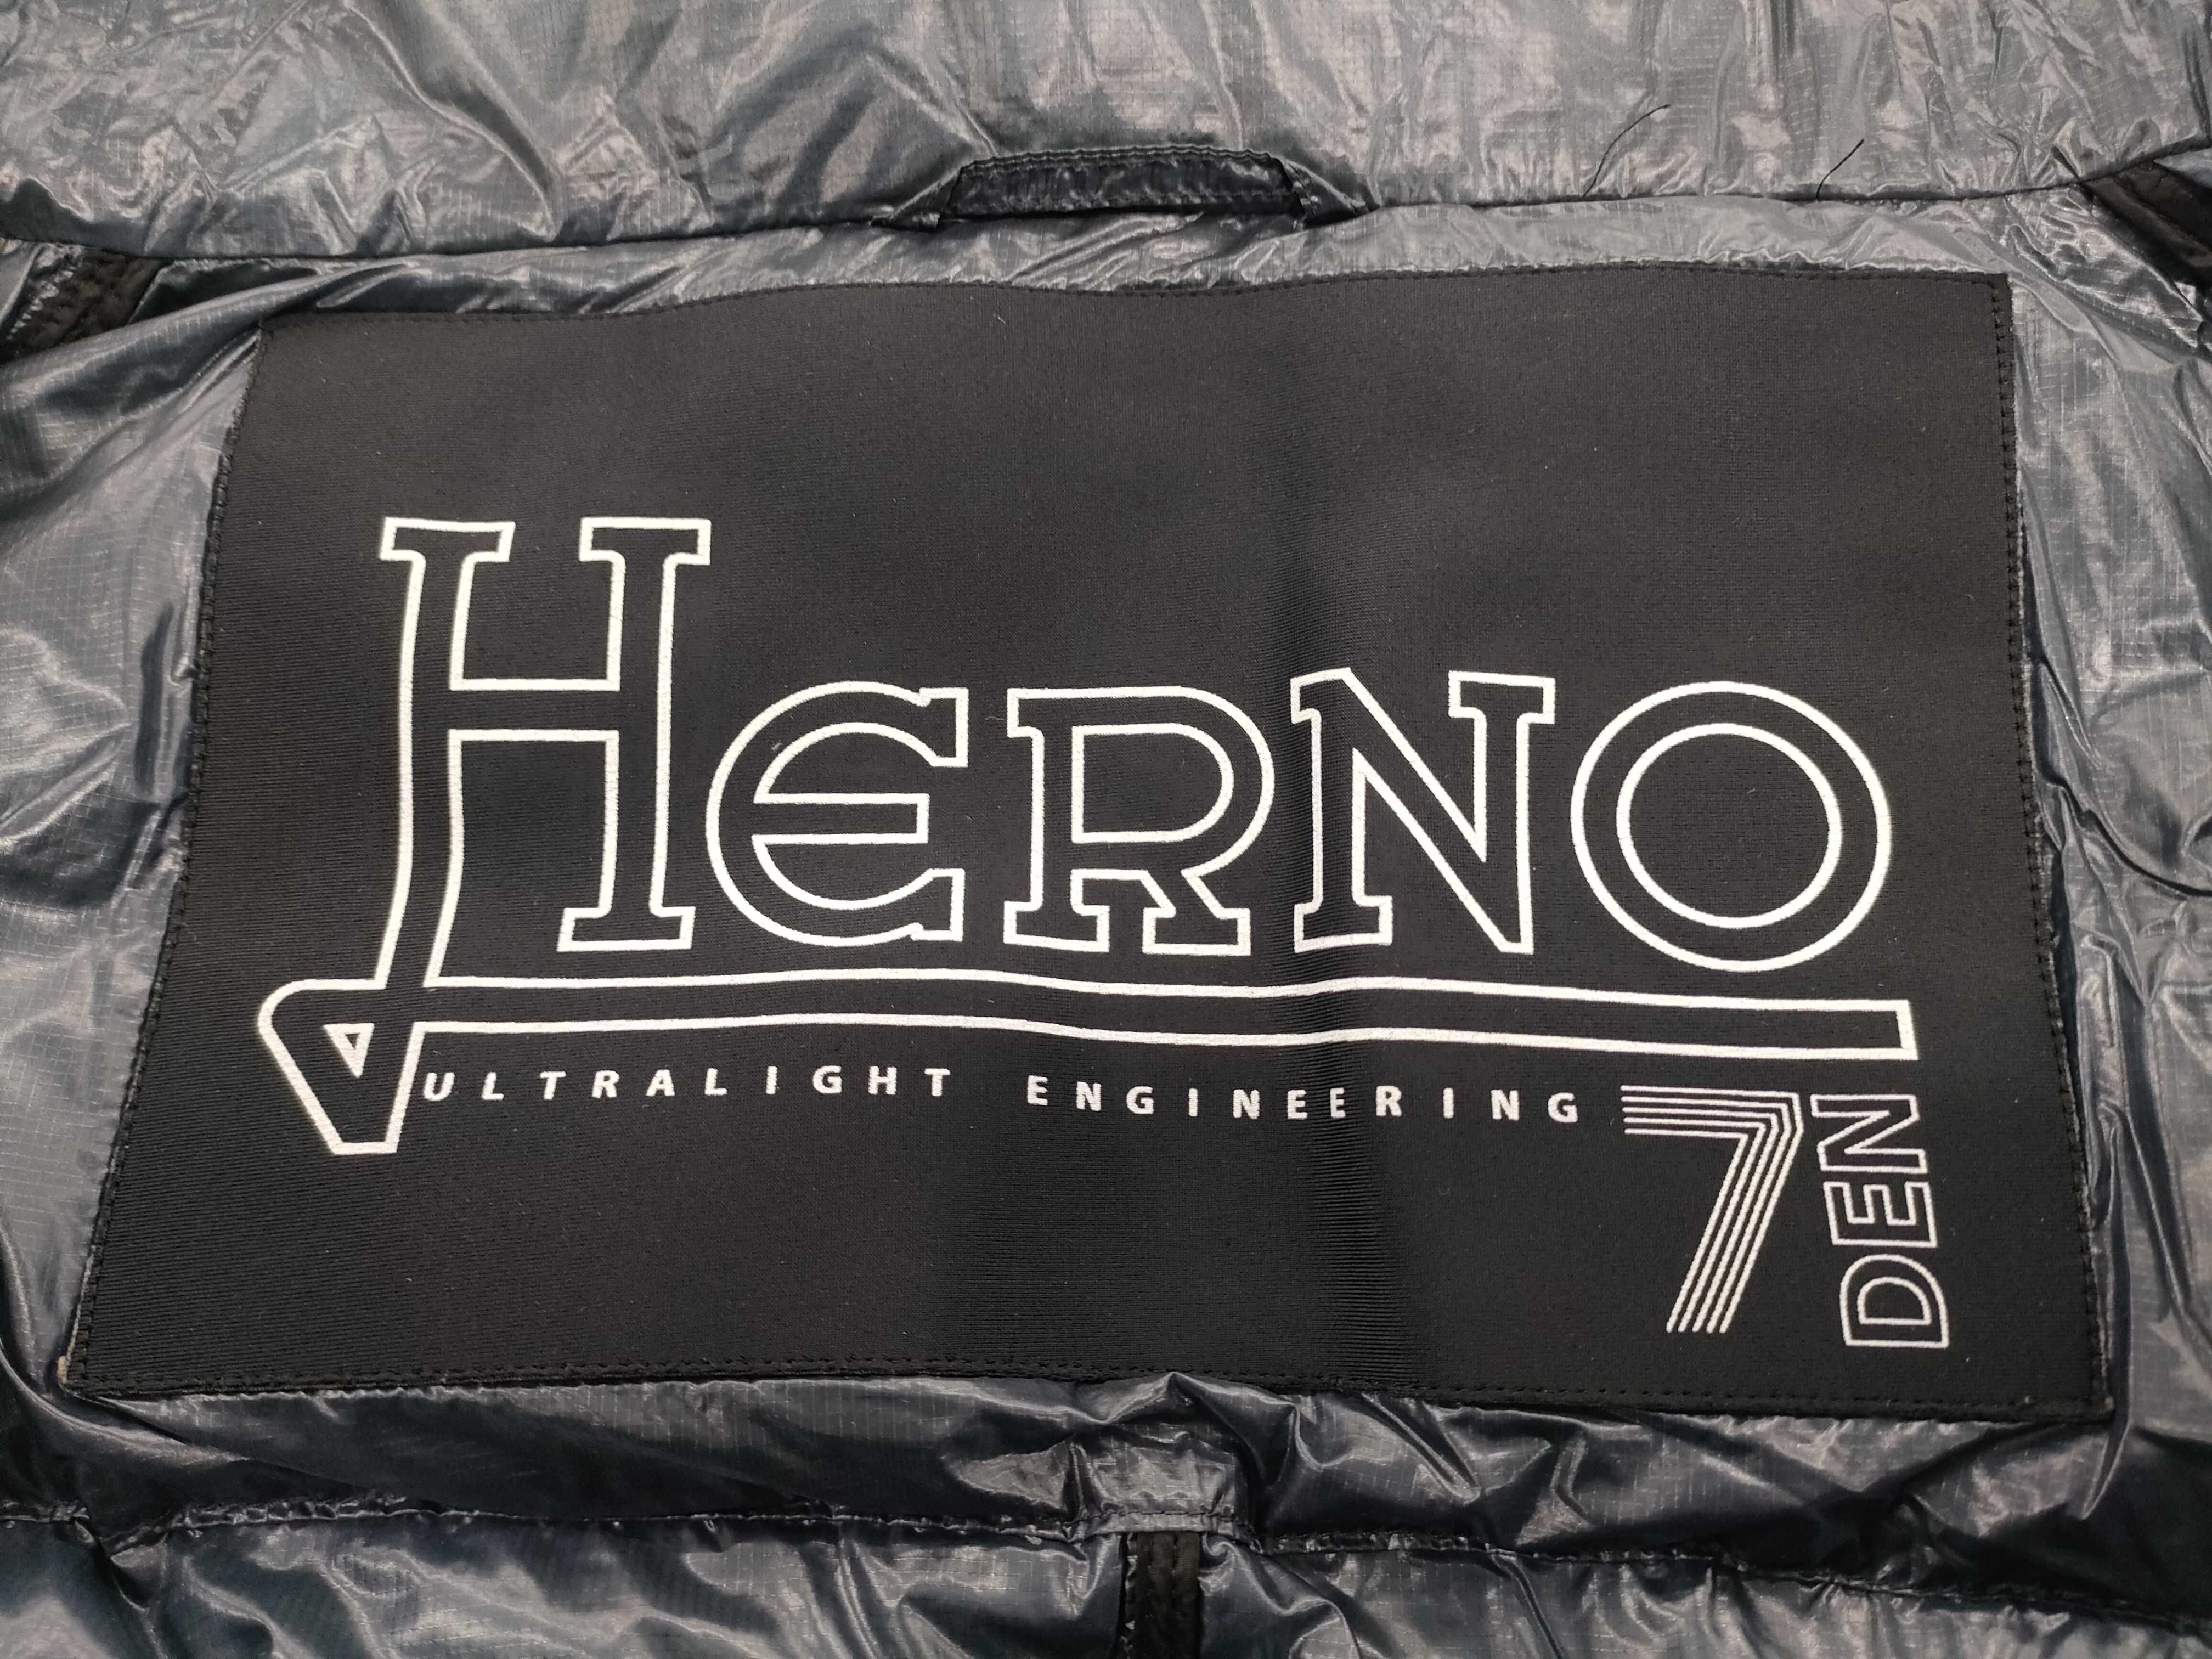 HERNO
ULTRALIGHT ENGINEERING
7 DEN